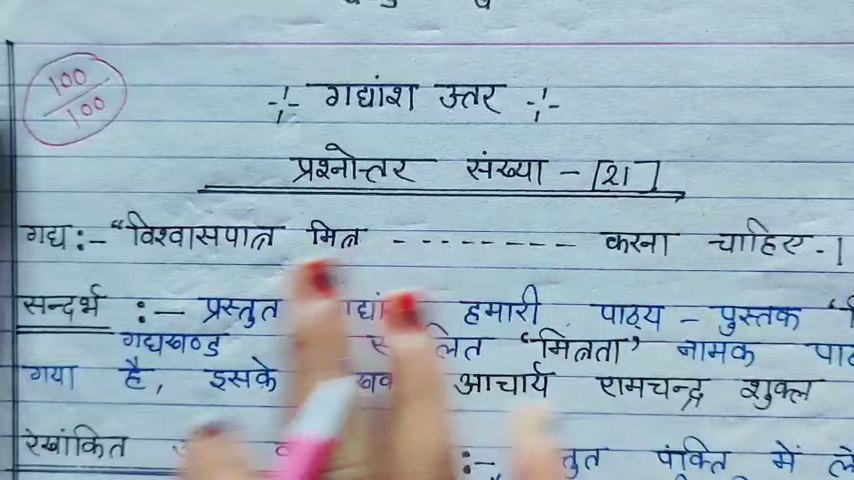 100
100
-:- गद्यांश उत्तर -:-
प्रश्नोत्तर संख्या - [21]
गद्य :- "विश्वासपात्र मित्र - - - - - - - - करना चाहिए - ।
सन्दर्भ :- प्रस्तुत हमारी पाठ्य - पुस्तक
गद्यखण्ड 'मित्रता' नामक
गया है, इसके आचार्य रामचन्द्र शुक्ल
रेखांकित :- पंक्ति में